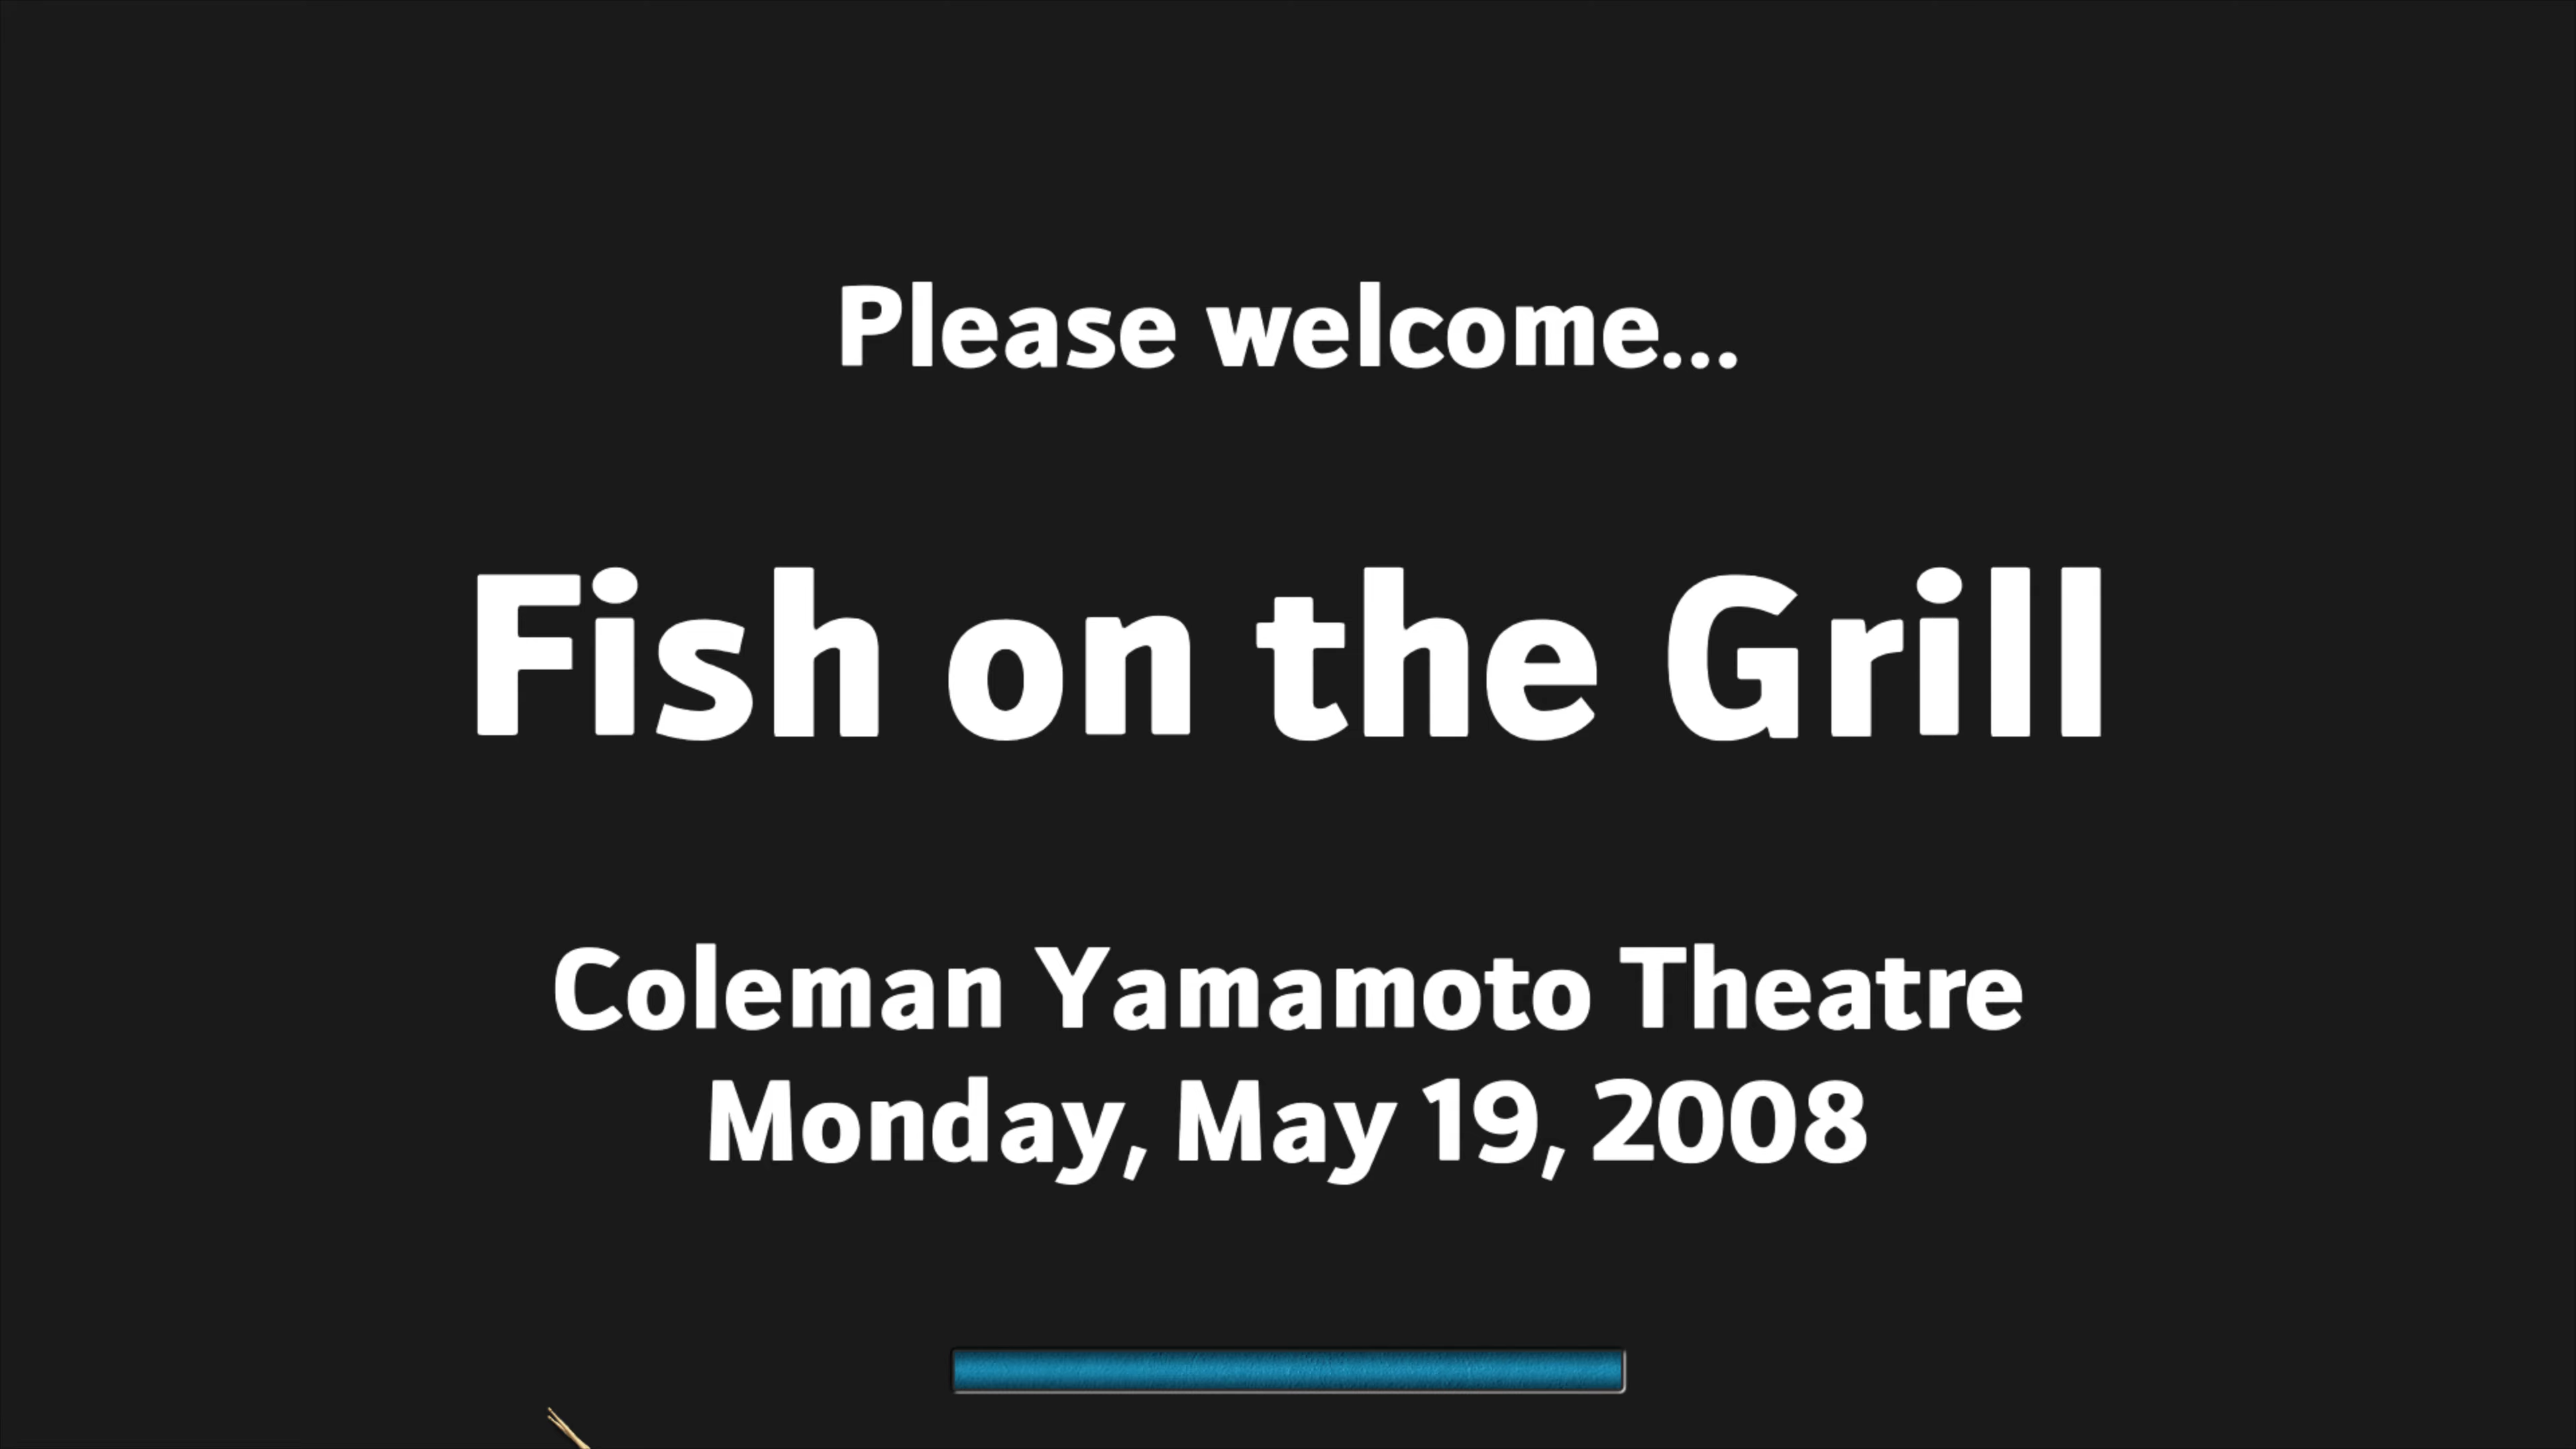 Please welcome...
Fish on the Grill
Coleman Yamamoto Theatre
Monday, May 19, 2008